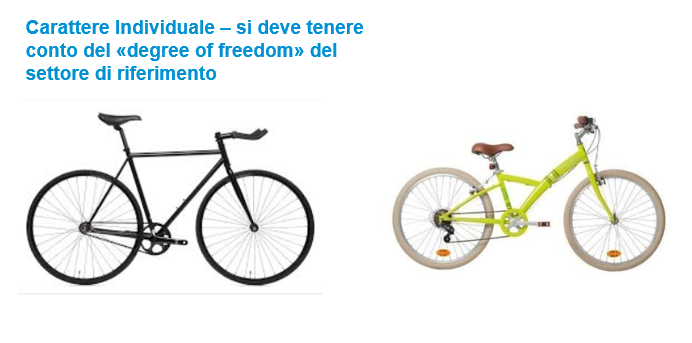 Carattere Individuale – si deve tenere
conto del «degree of freedom» del
settore di riferimento